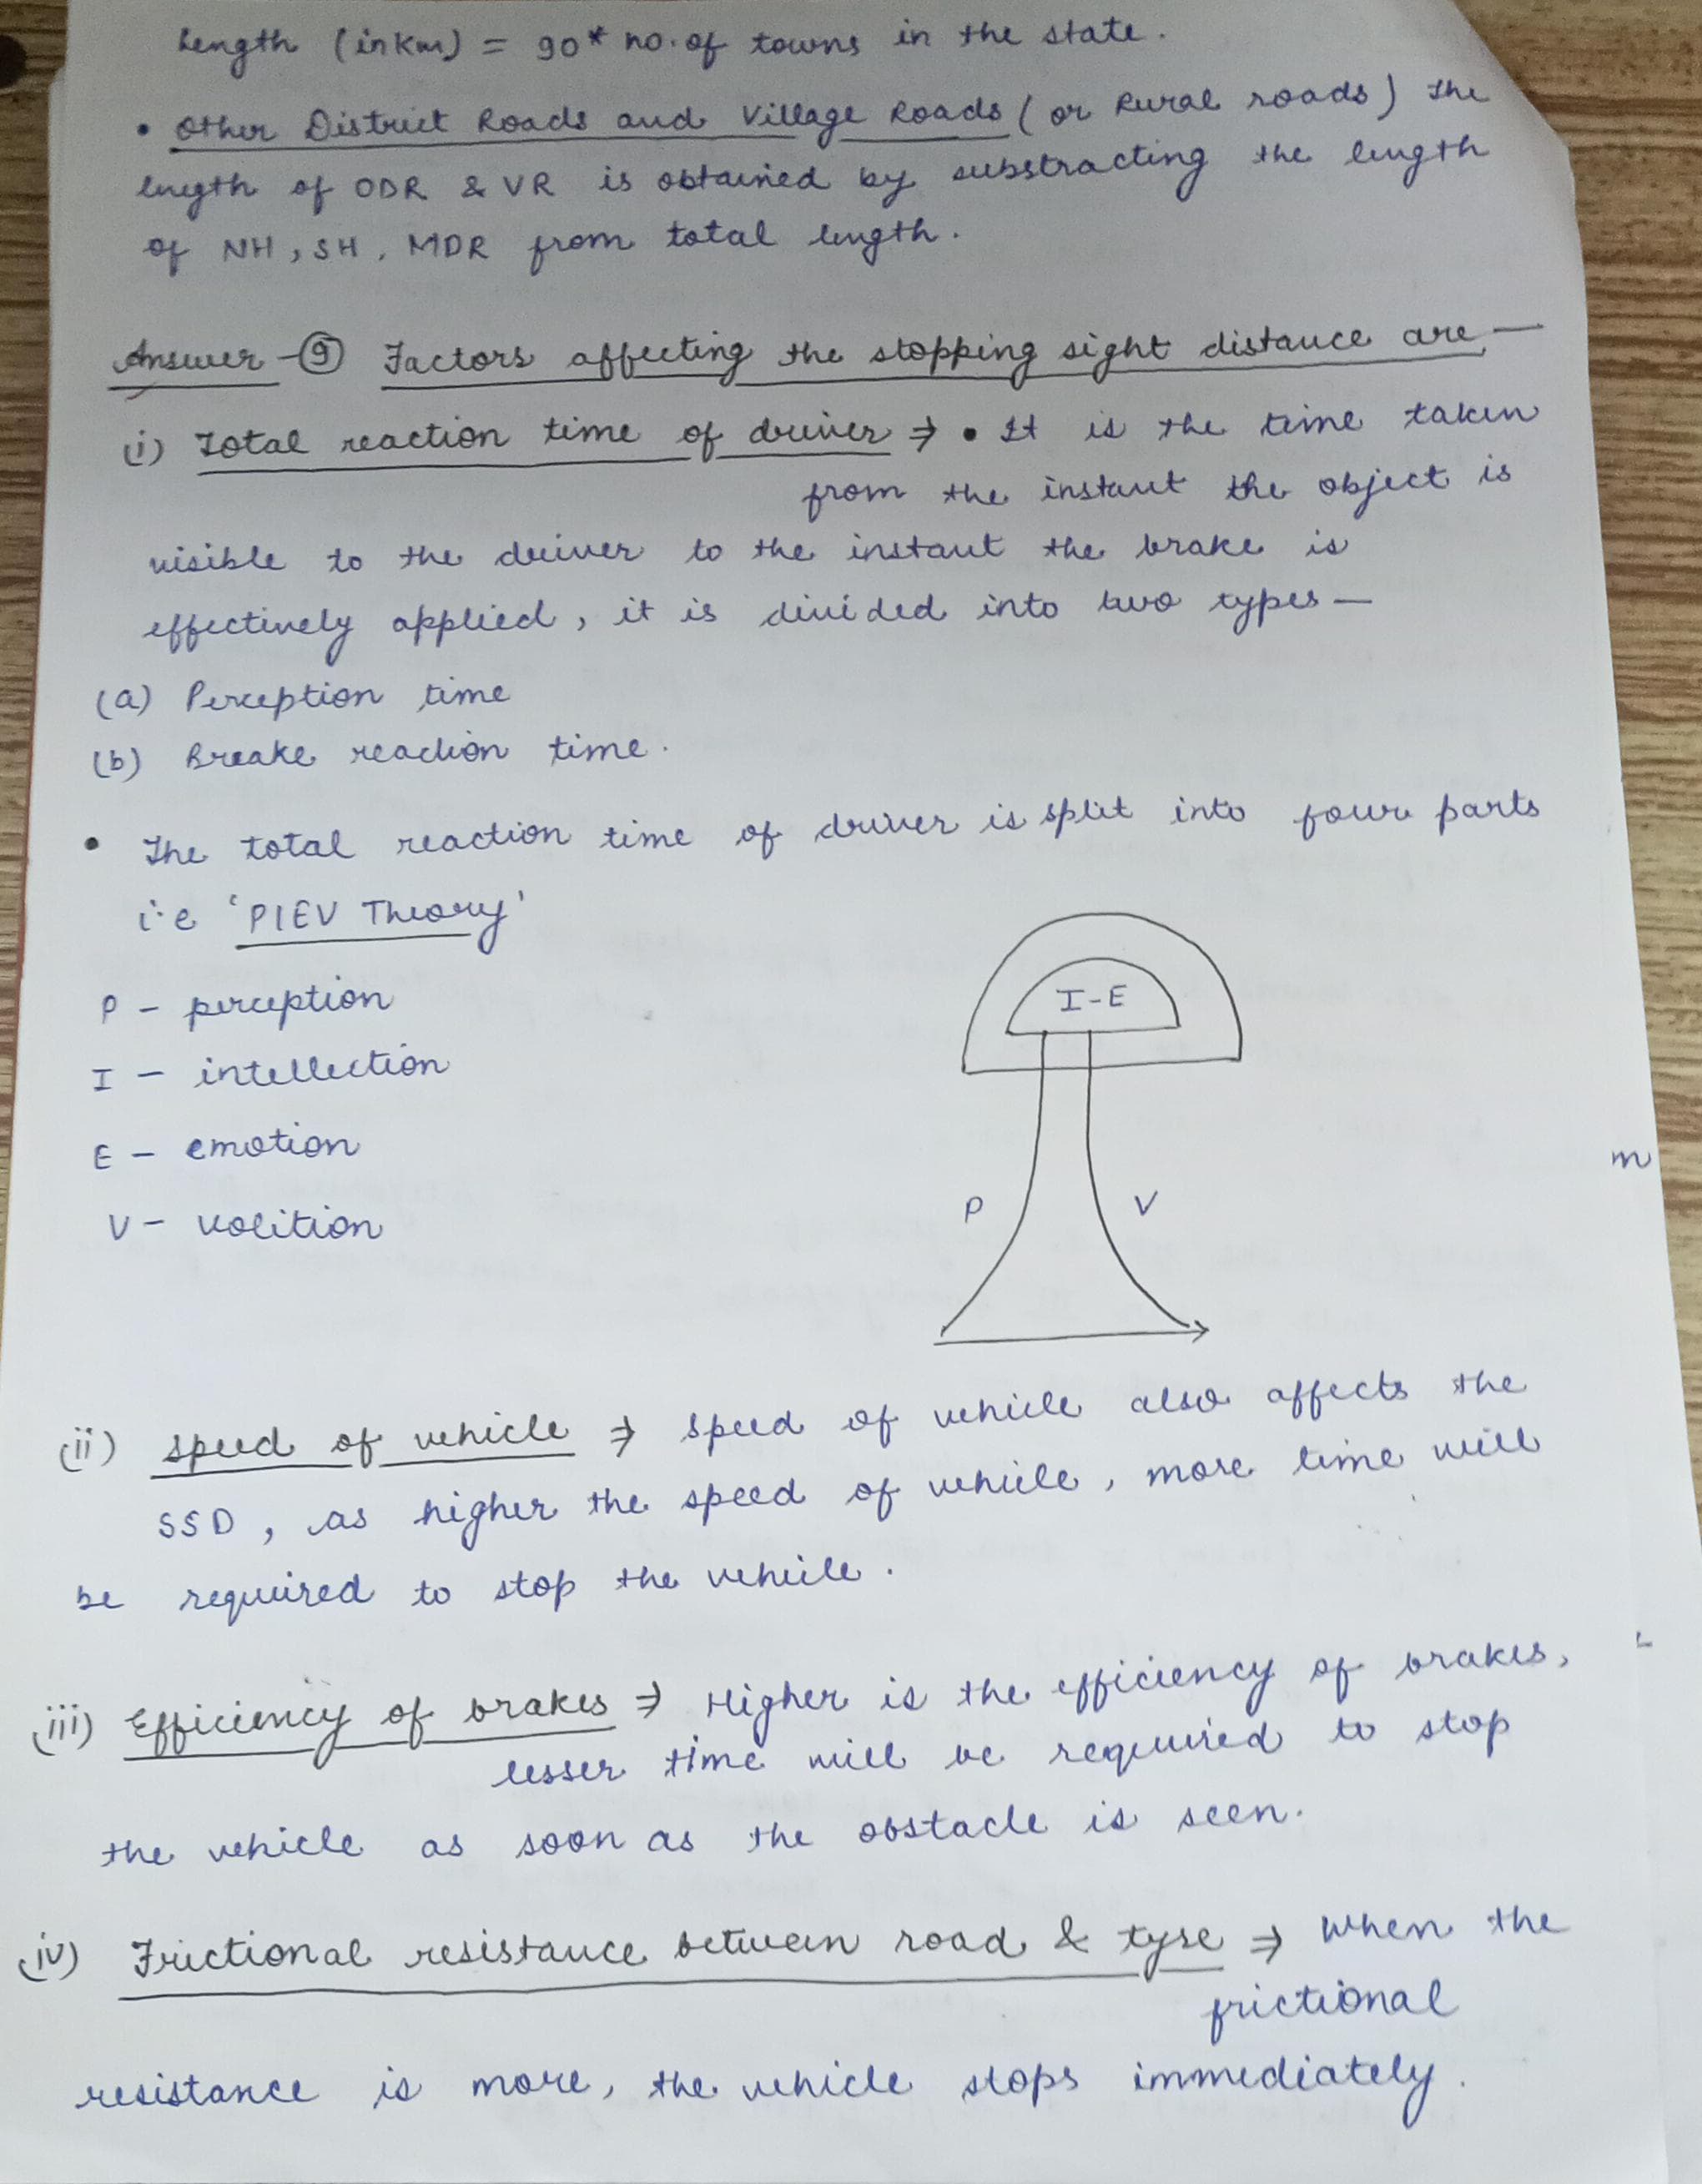 Length (in Km) = 90* no. of towns in the state.
• Other District Roads and Village Roads (or Rural roads) the
length of ODR & VR is obtained by substracting the length
of NH, SH, MDR from total length.
Answer - 9 Factors affecting the stopping sight distance are —
(i) Total reaction time of driver ⇒ • It is the time taken
from the instant the object is
visible to the driver to the instant the brake is
effectively applied, it is divided into two types —
(a) Perception time
(b) Breake reaction time.
• The total reaction time of driver is split into four parts
i.e 'PIEV Theory'
P - perception
I - intellection
E - emotion
V - volition
I-E
P
V
m
(ii) Speed of vehicle ⇒ Speed of vehicle also affects the
SSD, as higher the speed of vehicle, more time will
be required to stop the vehicle.
(iii) Efficiency of brakes ⇒ Higher is the efficiency of brakes,
lesser time will be required to stop
the vehicle as soon as the obstacle is seen.
(iv) Frictional resistance between road & tyre ⇒ When the
frictional
resistance is more, the vehicle stops immediately.